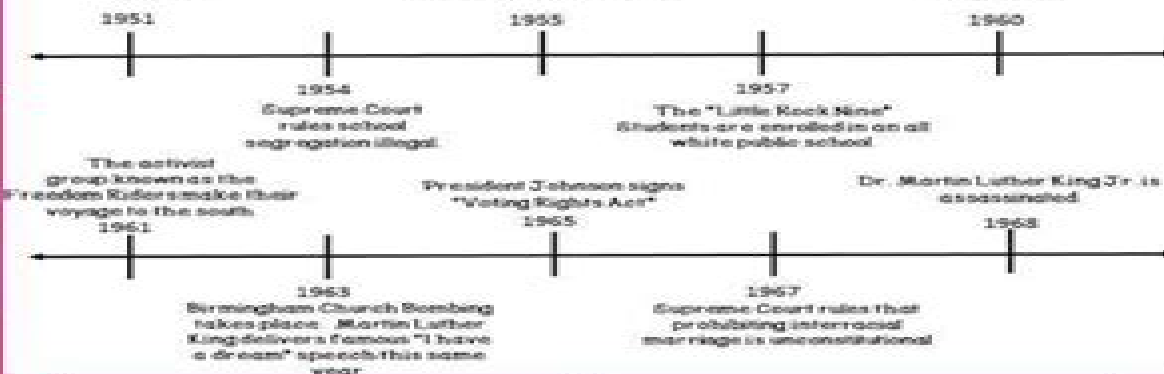 1951
1955
1960
1954
Supreme Court
rules school
segregation illegal
1957
The "Little Rock Nine"
Students are enrolled in an all
white public school
The activist
group known as the
Freedom Riders make their
voyage to the south
1961
President Johnson signs
"Voting Rights Act"
1965
Dr. Martin Luther King Jr. is
assassinated
1968
1963
Birmingham Church Bombing
takes place. Martin Luther
King delivers famous "I have
a dream" speech this same
year
1967
Supreme Court rules that
prohibiting interracial
marriage is unconstitutional